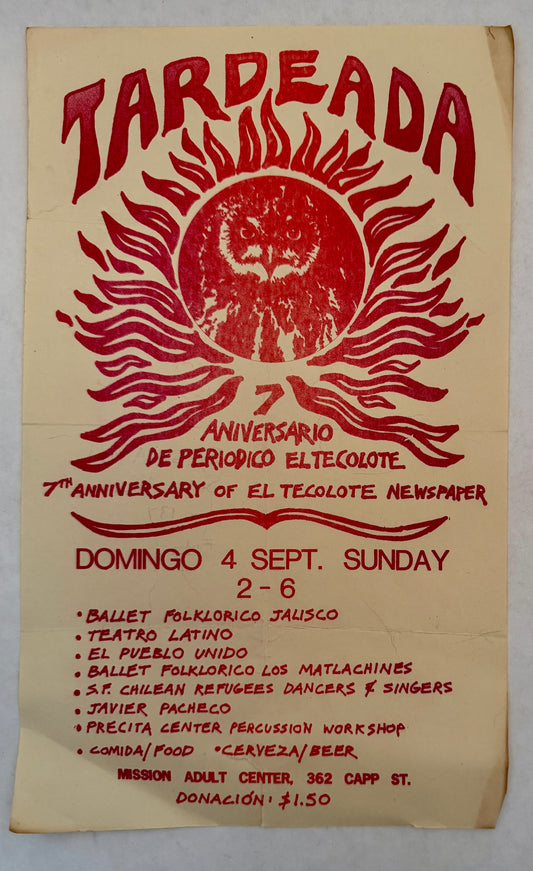 TARDEADA
7
ANIVERSARIO
DE PERIODICO EL TECOLOTE
7TH ANNIVERSARY OF EL TECOLOTE NEWSPAPER
DOMINGO 4 SEPT. SUNDAY
2-6
• BALLET FOLKLORICO JALISCO
• TEATRO LATINO
• EL PUEBLO UNIDO
• BALLET FOLKLORICO LOS MATLACHINES
• S.F. CHILEAN REFUGEES DANCERS & SINGERS
• JAVIER PACHECO
• PRECITA CENTER PERCUSSION WORKSHOP
• COMIDA/FOOD • CERVEZA/BEER
MISSION ADULT CENTER, 362 CAPP ST.
DONACIÓN: $1.50